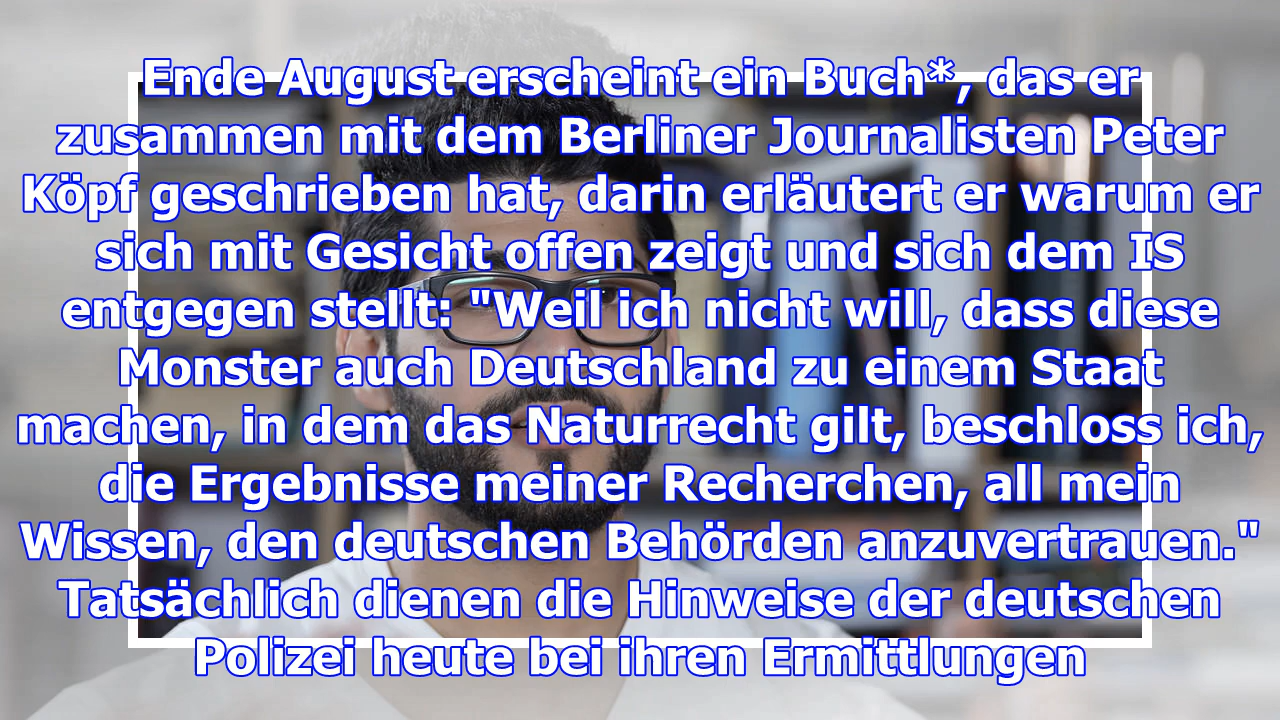 Ende August erscheint ein Buch*, das er
zusammen mit dem Berliner Journalisten Peter
Köpf geschrieben hat, darin erläutert er warum er
sich mit Gesicht offen zeigt und sich dem IS
entgegen stellt: "Weil ich nicht will, dass diese
Monster auch Deutschland zu einem Staat
machen, in dem das Naturrecht gilt, beschloss ich,
die Ergebnisse meiner Recherchen, all mein
Wissen, den deutschen Behörden anzuvertrauen."
Tatsächlich dienen die Hinweise der deutschen
Polizei heute bei ihren Ermittlungen